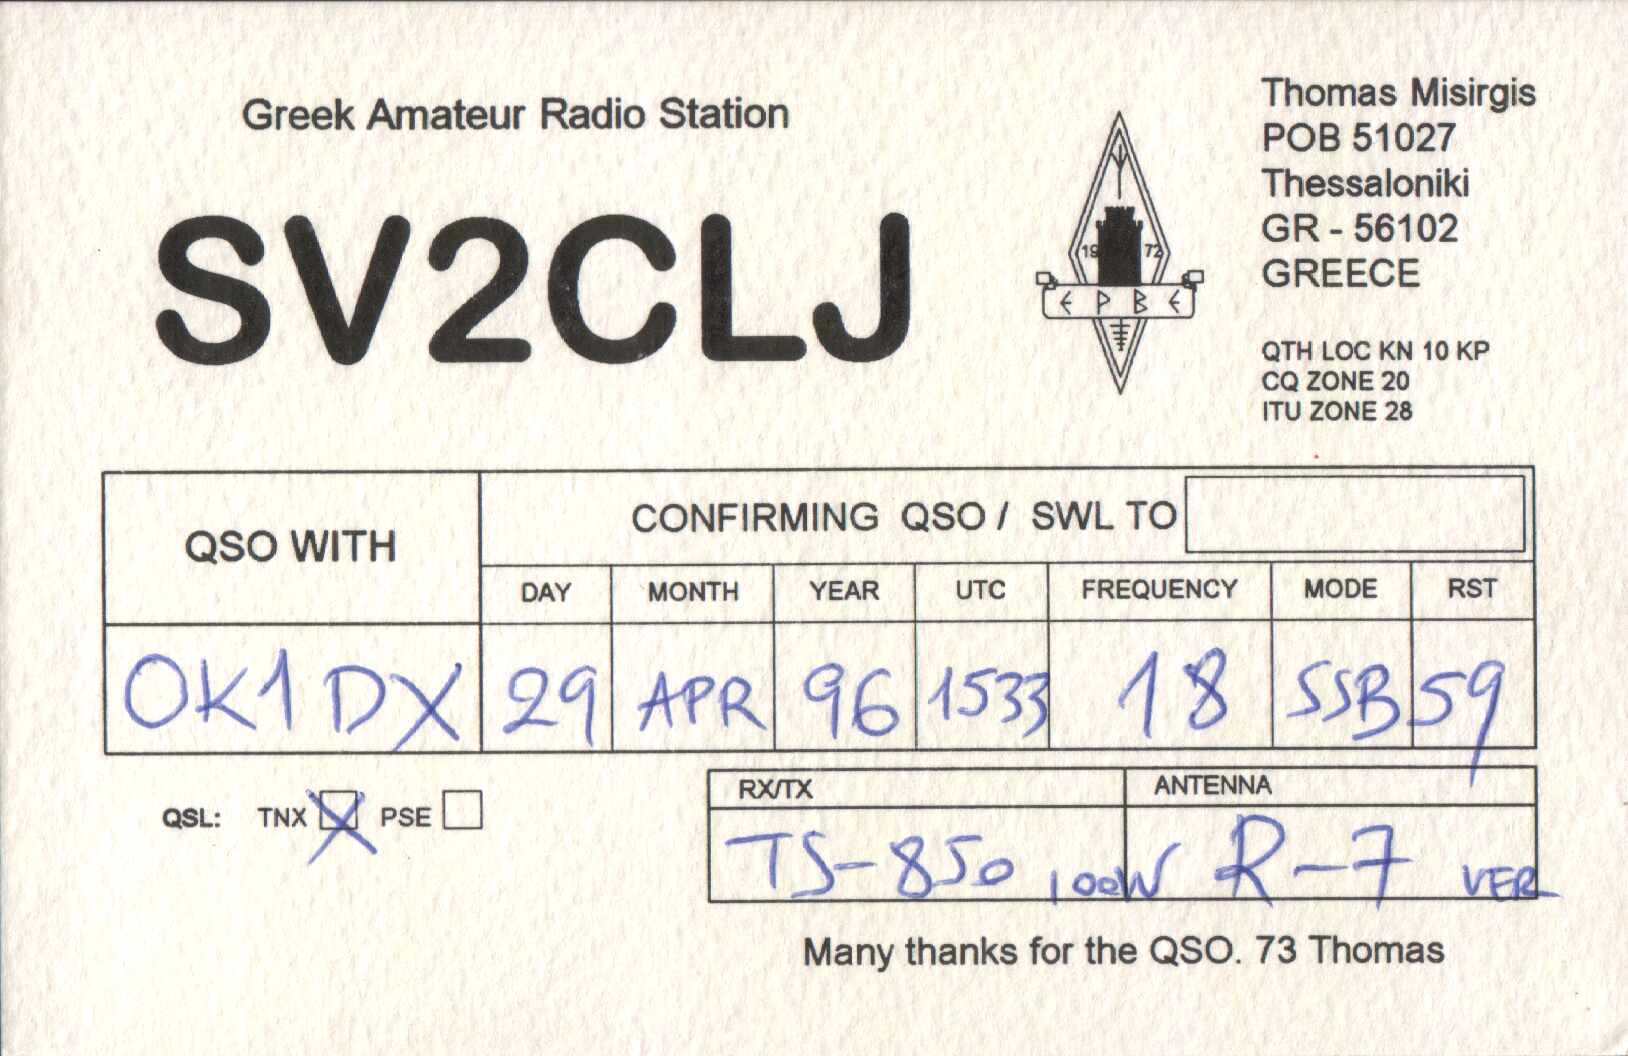 Greek Amateur Radio Station
SV2CLJ
19 72
Є Р В Є
Thomas Misirgis
POB 51027
Thessaloniki
GR - 56102
GREECE
QTH LOC KN 10 KP
CQ ZONE 20
ITU ZONE 28
QSO WITH
CONFIRMING QSO / SWL TO
DAY MONTH YEAR UTC FREQUENCY MODE RST
OK1DX 29 APR 96 1533 18 SSB 59
QSL: TNX PSE
RX/TX ANTENNA
TS-850 100W R-7 VER
Many thanks for the QSO. 73 Thomas